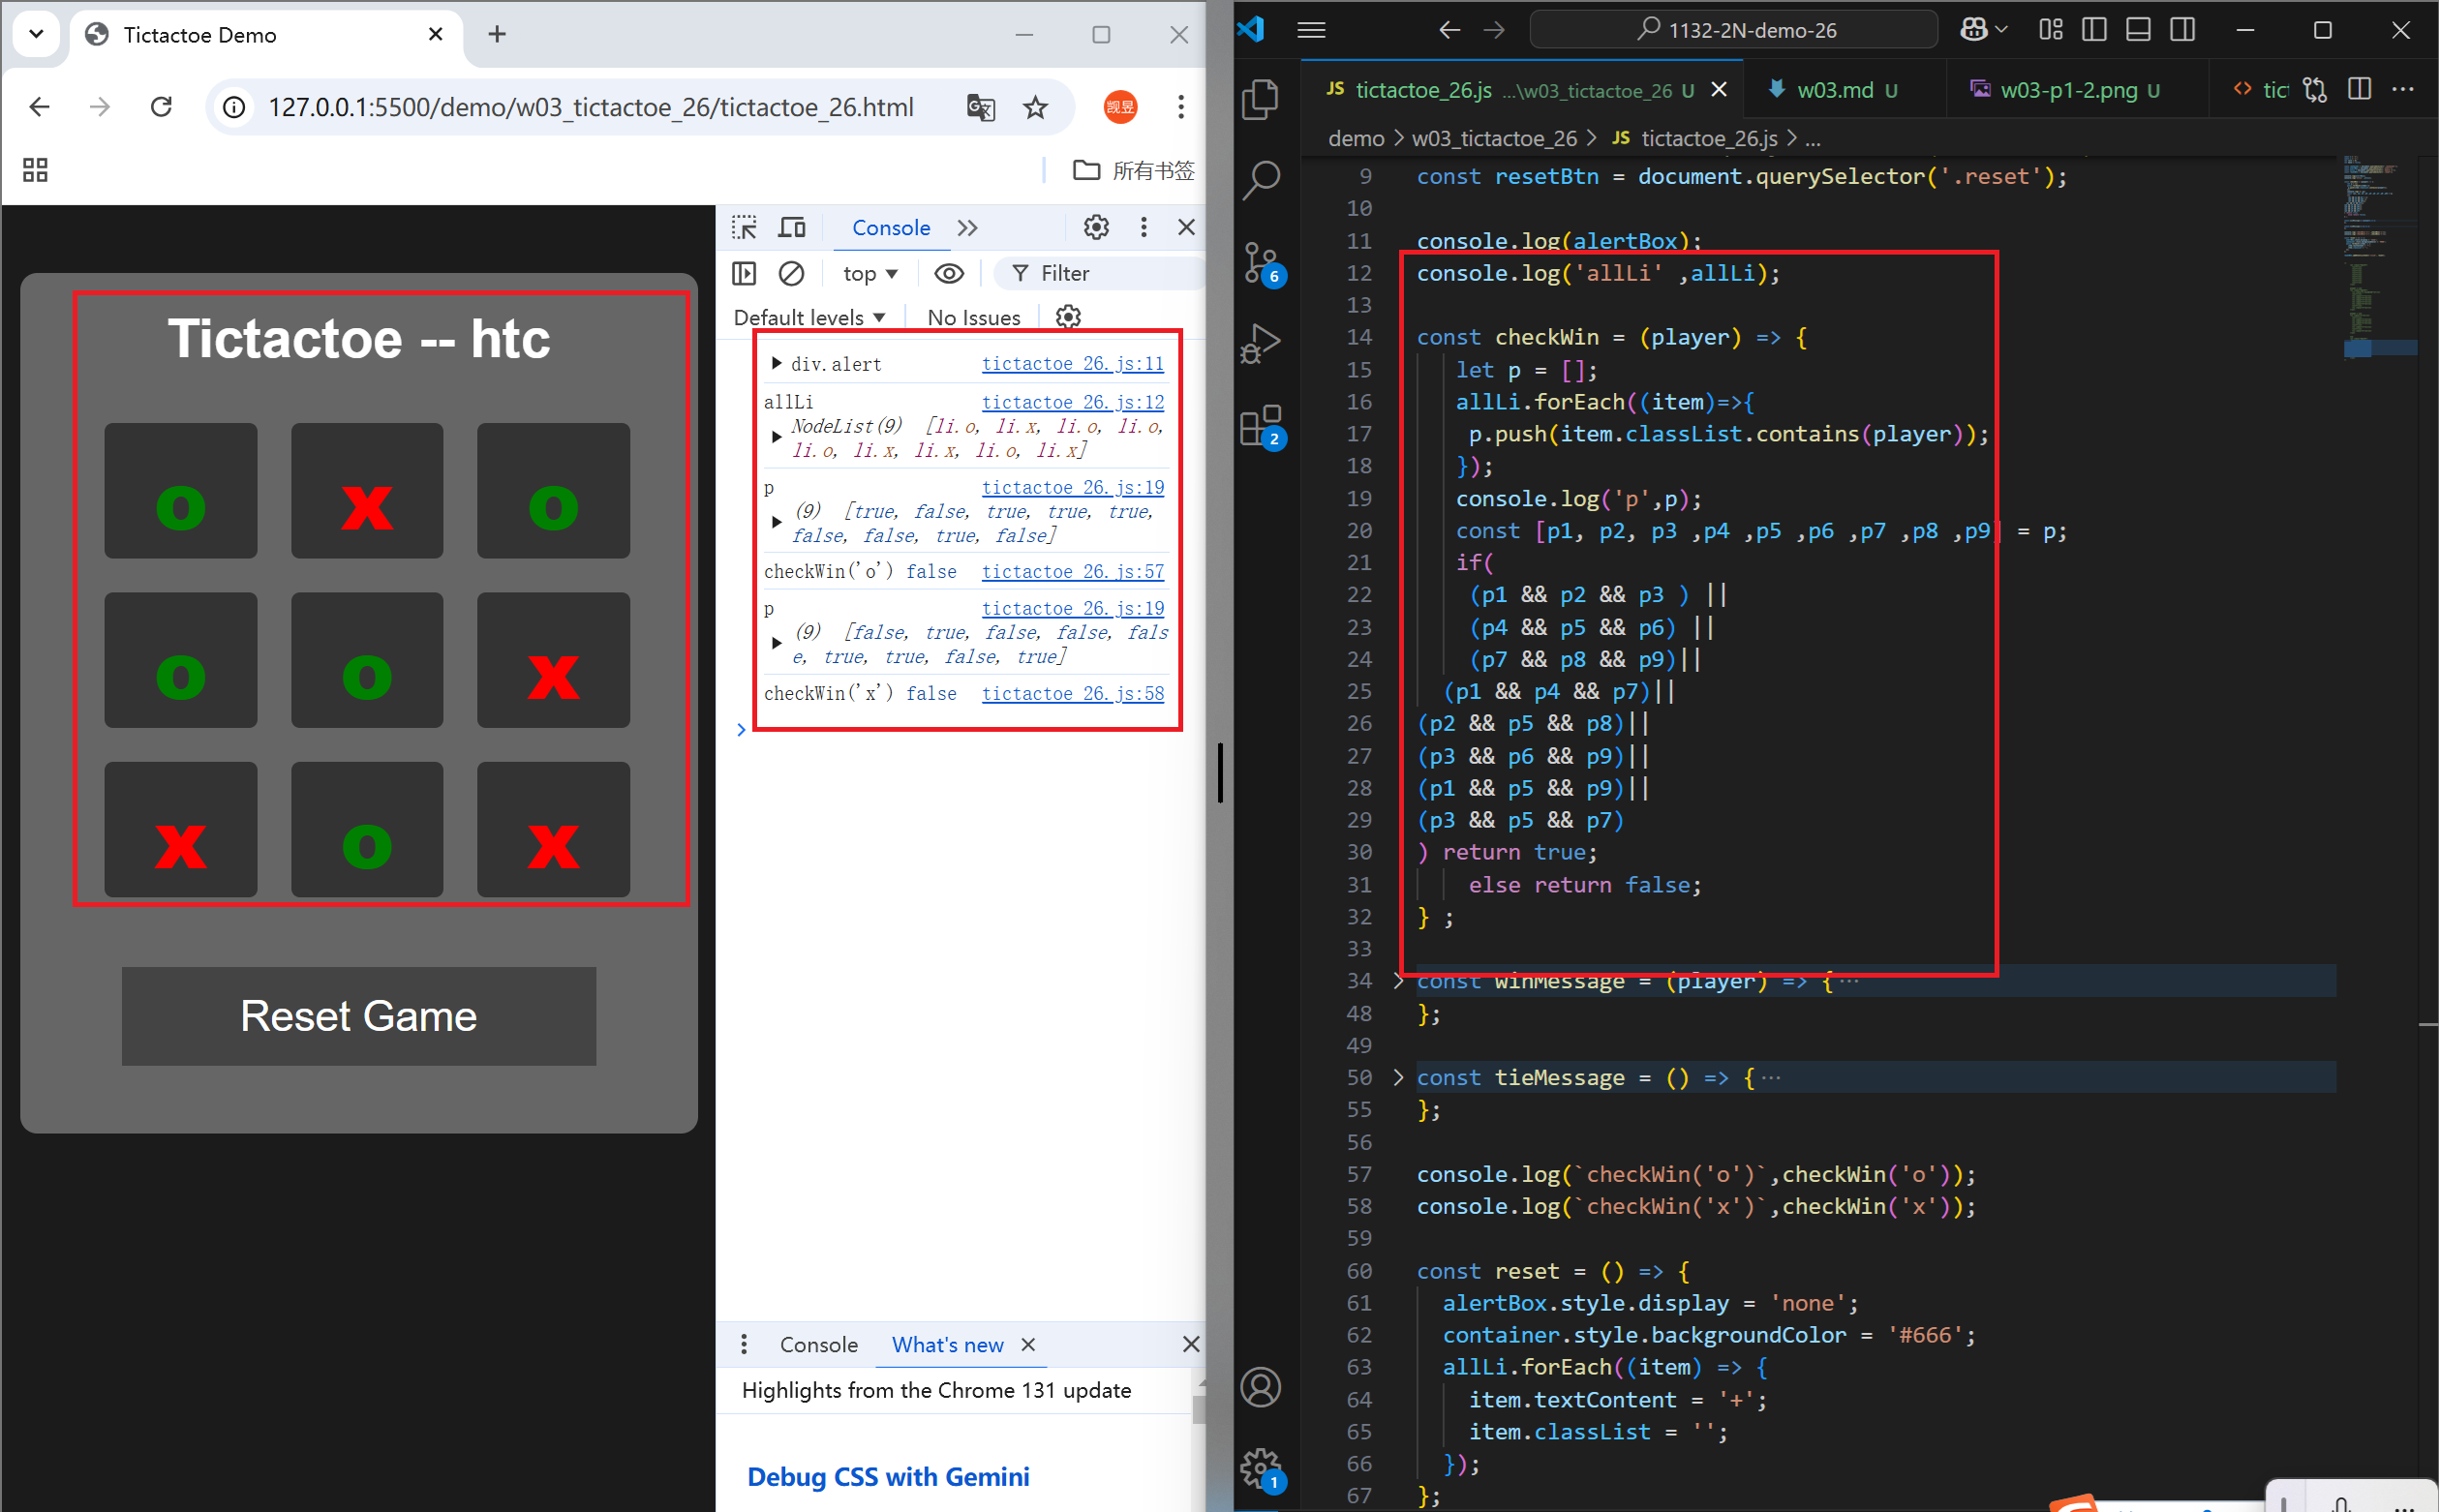 Tictactoe Demo
127.0.0.1:5500/demo/w03_tictactoe_26/tictactoe_26.html
觊昱
所有书签
Tictactoe -- htc
o x o
o o x
x o x
Reset Game
Console
top
Filter
Default levels
No Issues
div.alert tictactoe_26.js:11
allLi tictactoe_26.js:12
NodeList(9) [li.o, li.x, li.o, li.o,
li.o, li.x, li.x, li.o, li.x]
p tictactoe_26.js:19
(9) [true, false, true, true, true,
false, false, true, false]
checkWin('o') false tictactoe_26.js:57
p tictactoe_26.js:19
(9) [false, true, false, false, fals
e, true, true, false, true]
checkWin('x') false tictactoe_26.js:58
Console What's new
Highlights from the Chrome 131 update
Debug CSS with Gemini
1132-2N-demo-26
JS tictactoe_26.js ...\w03_tictactoe_26 U
w03.md U
w03-p1-2.png U
tic
demo > w03_tictactoe_26 > JS tictactoe_26.js > ...
6
2
1
9 const resetBtn = document.querySelector('.reset');
10
11 console.log(alertBox);
12 console.log('allLi' ,allLi);
13
14 const checkWin = (player) => {
15 let p = [];
16 allLi.forEach((item)=>{
17 p.push(item.classList.contains(player));
18 });
19 console.log('p',p);
20 const [p1, p2, p3 ,p4 ,p5 ,p6 ,p7 ,p8 ,p9] = p;
21 if(
22 (p1 && p2 && p3 ) ||
23 (p4 && p5 && p6) ||
24 (p7 && p8 && p9)||
25 (p1 && p4 && p7)||
26 (p2 && p5 && p8)||
27 (p3 && p6 && p9)||
28 (p1 && p5 && p9)||
29 (p3 && p5 && p7)
30 ) return true;
31 else return false;
32 } ;
33
34 const winMessage = (player) => {...
48 };
49
50 const tieMessage = () => {...
55 };
56
57 console.log(`checkWin('o')`,checkWin('o'));
58 console.log(`checkWin('x')`,checkWin('x'));
59
60 const reset = () => {
61 alertBox.style.display = 'none';
62 container.style.backgroundColor = '#666';
63 allLi.forEach((item) => {
64 item.textContent = '+';
65 item.classList = '';
66 });
67 };